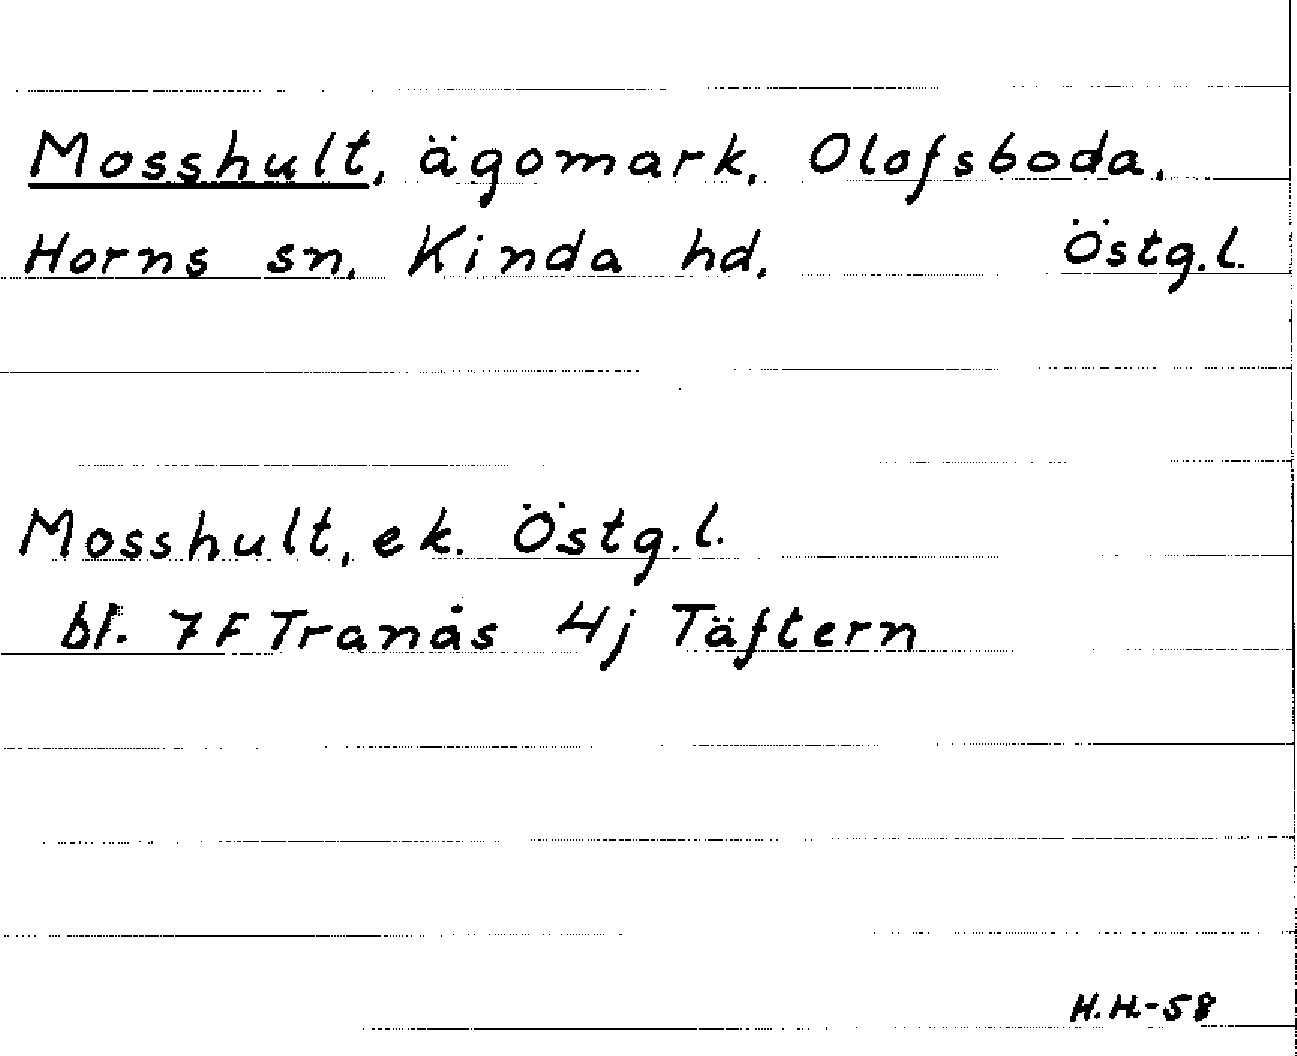 Mosshult, ägomark, Olofsboda,
Horns sn, Kinda hd, Östg.l.
Mosshult, ek. Östg.l.
bl. 7F Tranås 4j Täftern
H.H.-58